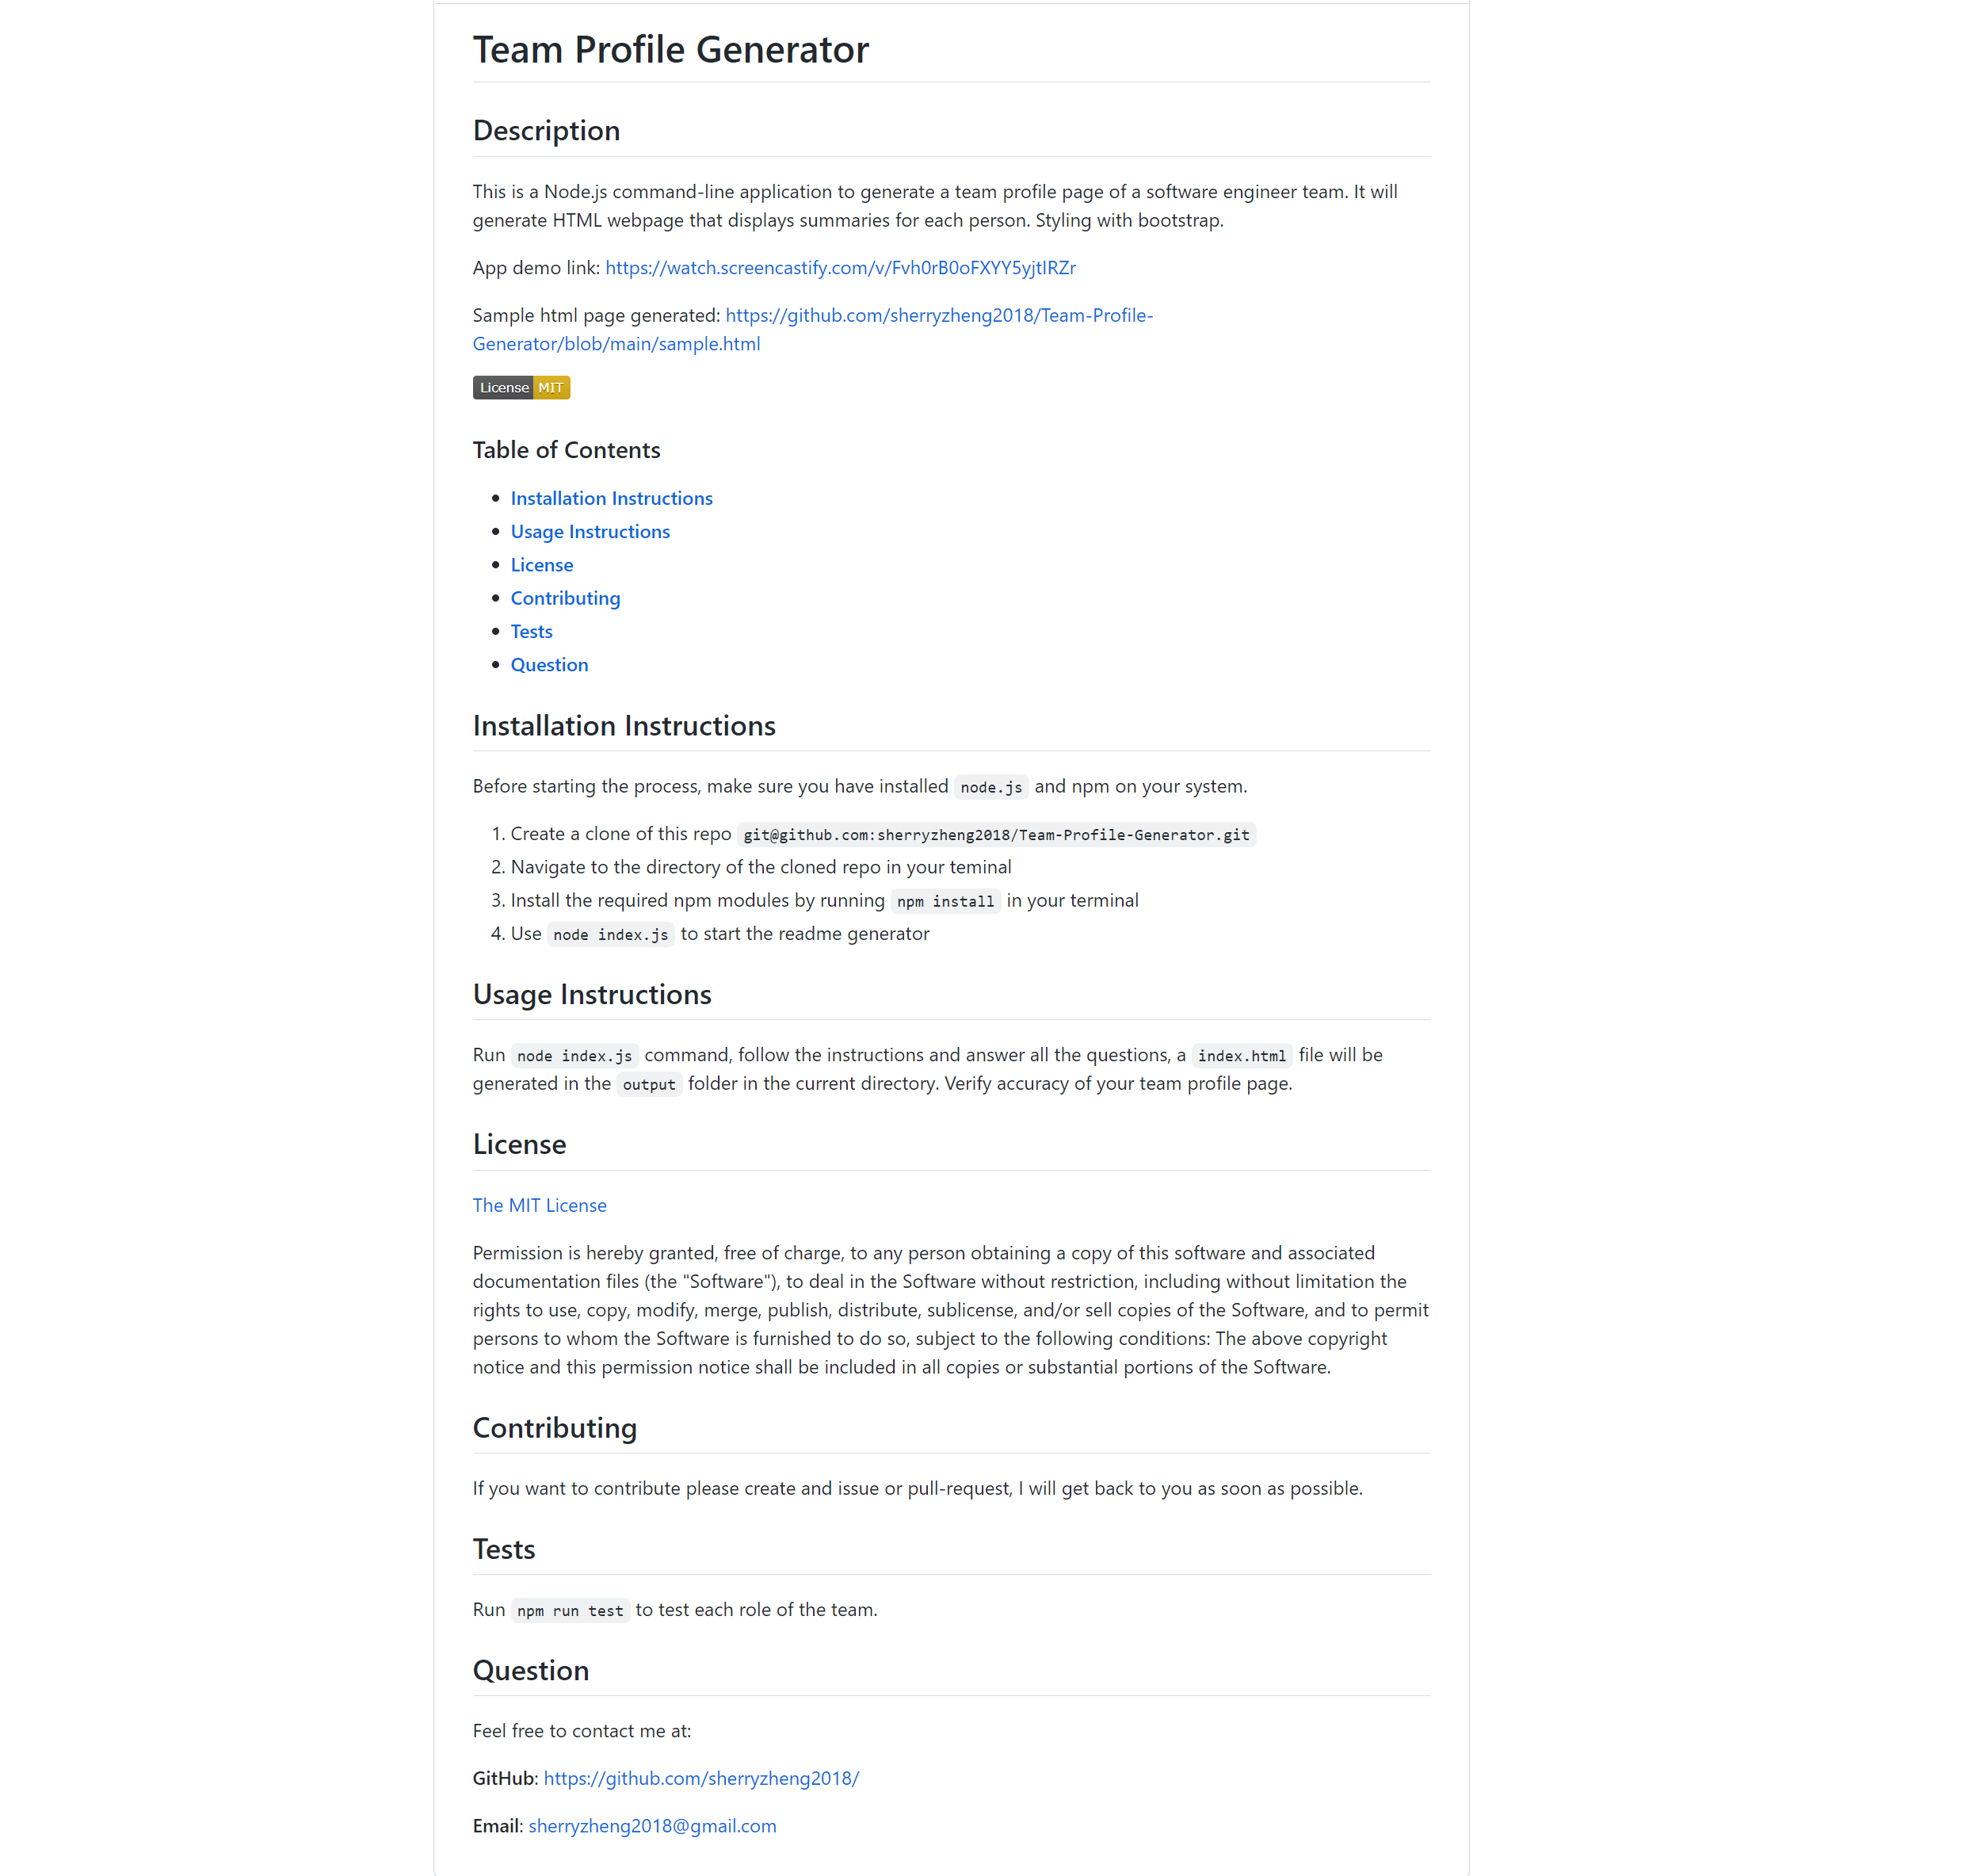 Team Profile Generator
Description
This is a Node.js command-line application to generate a team profile page of a software engineer team. It will
generate HTML webpage that displays summaries for each person. Styling with bootstrap.
App demo link: https://watch.screencastify.com/v/Fvh0rB0oFXYY5yjtIRZr
Sample html page generated: https://github.com/sherryzheng2018/Team-Profile-
Generator/blob/main/sample.html
License MIT
Table of Contents
• Installation Instructions
• Usage Instructions
• License
• Contributing
• Tests
• Question
Installation Instructions
Before starting the process, make sure you have installed node.js and npm on your system.
1. Create a clone of this repo git@github.com:sherryzheng2018/Team-Profile-Generator.git
2. Navigate to the directory of the cloned repo in your teminal
3. Install the required npm modules by running npm install in your terminal
4. Use node index.js to start the readme generator
Usage Instructions
Run node index.js command, follow the instructions and answer all the questions, a index.html file will be
generated in the output folder in the current directory. Verify accuracy of your team profile page.
License
The MIT License
Permission is hereby granted, free of charge, to any person obtaining a copy of this software and associated
documentation files (the "Software"), to deal in the Software without restriction, including without limitation the
rights to use, copy, modify, merge, publish, distribute, sublicense, and/or sell copies of the Software, and to permit
persons to whom the Software is furnished to do so, subject to the following conditions: The above copyright
notice and this permission notice shall be included in all copies or substantial portions of the Software.
Contributing
If you want to contribute please create and issue or pull-request, I will get back to you as soon as possible.
Tests
Run npm run test to test each role of the team.
Question
Feel free to contact me at:
GitHub: https://github.com/sherryzheng2018/
Email: sherryzheng2018@gmail.com